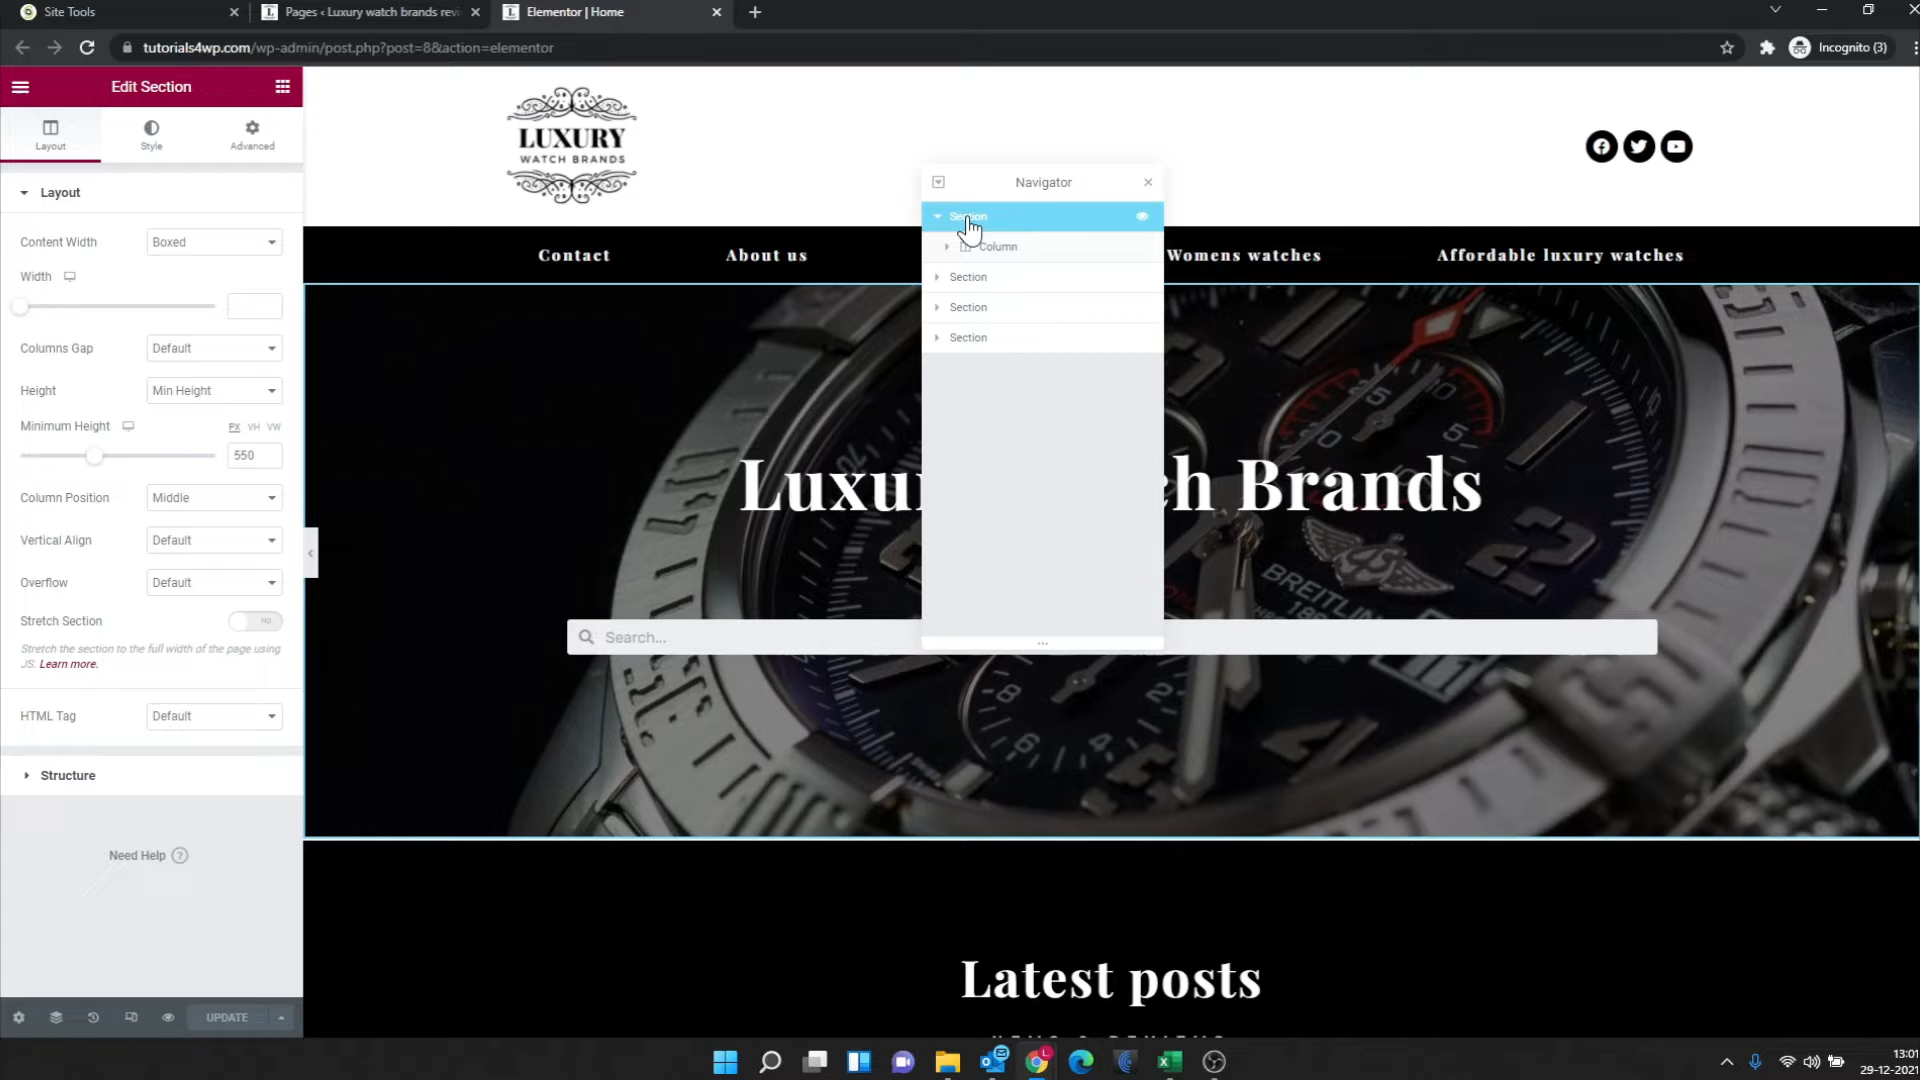 Site Tools
Pages ‹ Luxury watch brands revi
Elementor | Home
tutorials4wp.com/wp-admin/post.php?post=8&action=elementor
Incognito (3)
Edit Section
Layout
Style
Advanced
Layout
Content Width
Boxed
Width
Columns Gap
Default
Height
Min Height
Minimum Height
PX VH VW
550
Column Position
Middle
Vertical Align
Default
Overflow
Default
Stretch Section
NO
Stretch the section to the full width of the page using
JS. Learn more.
HTML Tag
Default
Structure
Need Help
UPDATE
LUXURY
WATCH BRANDS
Contact
About us
Womens watches
Affordable luxury watches
Navigator
Section
Column
Section
Section
Section
Luxu
ch Brands
Search...
BREITLING
Latest posts
13:01
29-12-2021